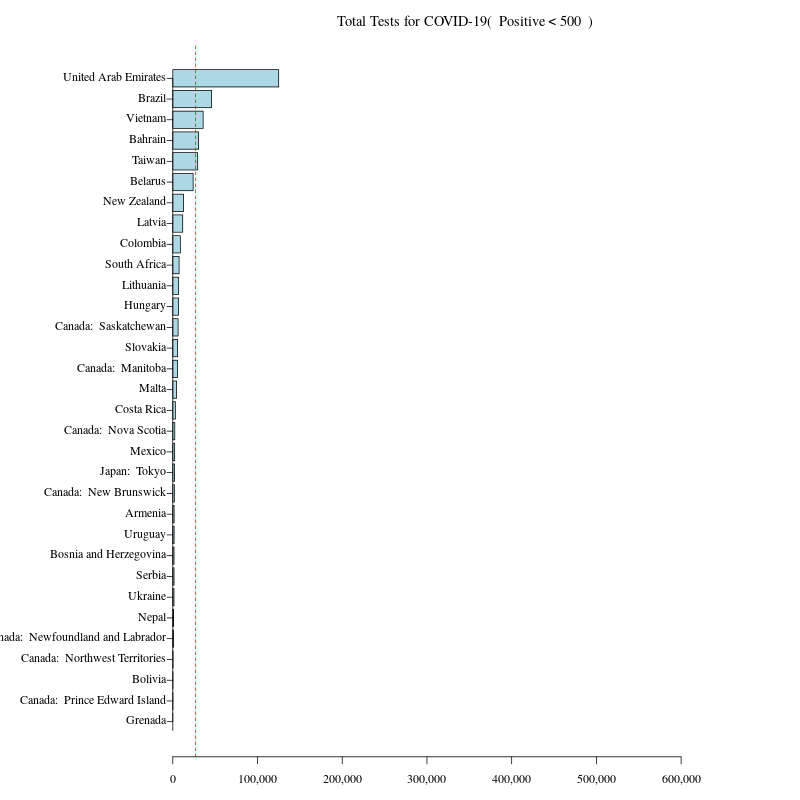 Total Tests for COVID-19(  Positive < 500  )
United Arab Emirates
Brazil
Vietnam
Bahrain
Taiwan
Belarus
New Zealand
Latvia
Colombia
South Africa
Lithuania
Hungary
Canada:  Saskatchewan
Slovakia
Canada:  Manitoba
Malta
Costa Rica
Canada:  Nova Scotia
Mexico
Japan:  Tokyo
Canada:  New Brunswick
Armenia
Uruguay
Bosnia and Herzegovina
Serbia
Ukraine
Nepal
nada:  Newfoundland and Labrador
Canada:  Northwest Territories
Bolivia
Canada:  Prince Edward Island
Grenada
0 100,000 200,000 300,000 400,000 500,000 600,000